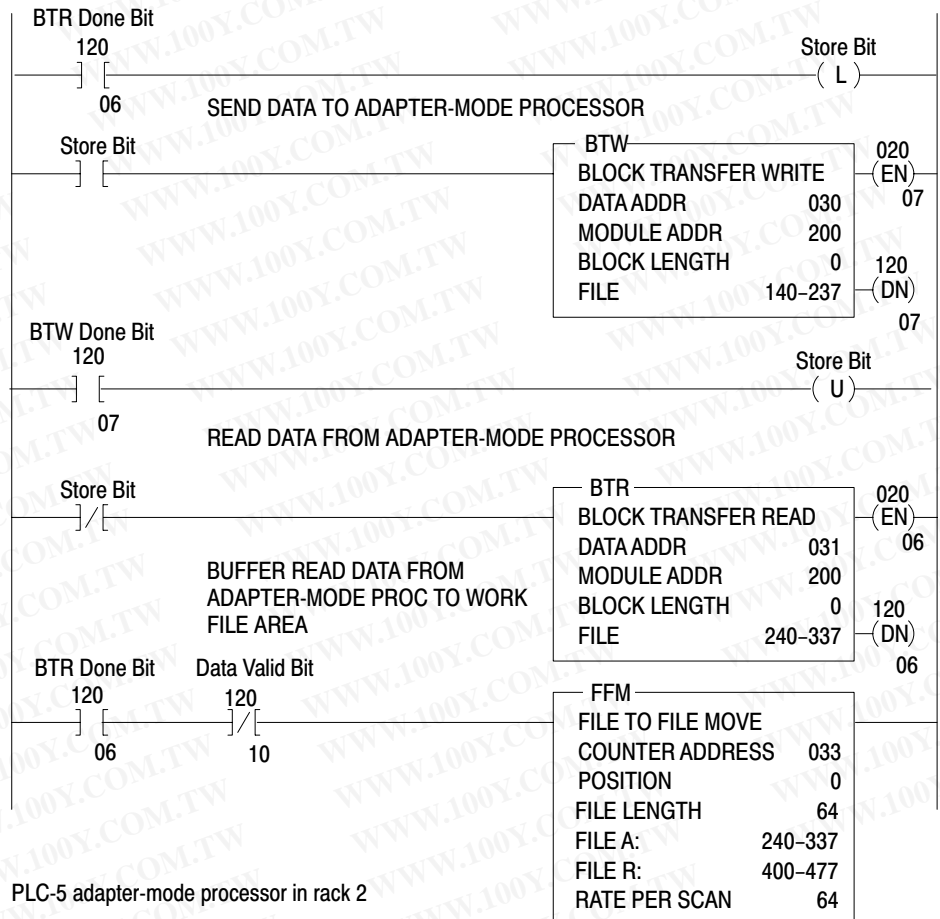 BTR Done Bit
120
06
Store Bit
L
SEND DATA TO ADAPTER-MODE PROCESSOR
Store Bit
BTW
BLOCK TRANSFER WRITE
DATA ADDR 030
MODULE ADDR 200
BLOCK LENGTH 0
FILE 140–237
020
EN
07
120
DN
07
BTW Done Bit
120
07
Store Bit
U
READ DATA FROM ADAPTER-MODE PROCESSOR
Store Bit
BTR
BLOCK TRANSFER READ
DATA ADDR 031
MODULE ADDR 200
BLOCK LENGTH 0
FILE 240–337
020
EN
06
120
DN
06
BUFFER READ DATA FROM
ADAPTER-MODE PROC TO WORK
FILE AREA
BTR Done Bit
120
06
Data Valid Bit
120
10
FFM
FILE TO FILE MOVE
COUNTER ADDRESS 033
POSITION 0
FILE LENGTH 64
FILE A: 240–337
FILE R: 400–477
RATE PER SCAN 64
PLC-5 adapter-mode processor in rack 2
WWW.100Y.COM.TW